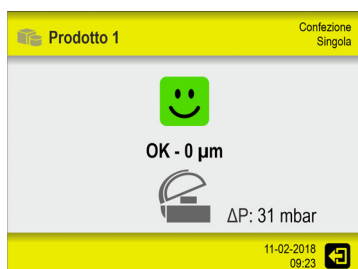 Prodotto 1
Confezione
Singola
OK - 0 µm
ΔP: 31 mbar
11-02-2018
09:23